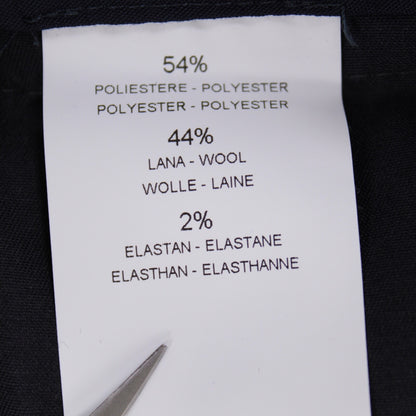 54%
POLIESTERE - POLYESTER
POLYESTER - POLYESTER
44%
LANA - WOOL
WOLLE - LAINE
2%
ELASTAN - ELASTANE
ELASTHAN - ELASTHANNE